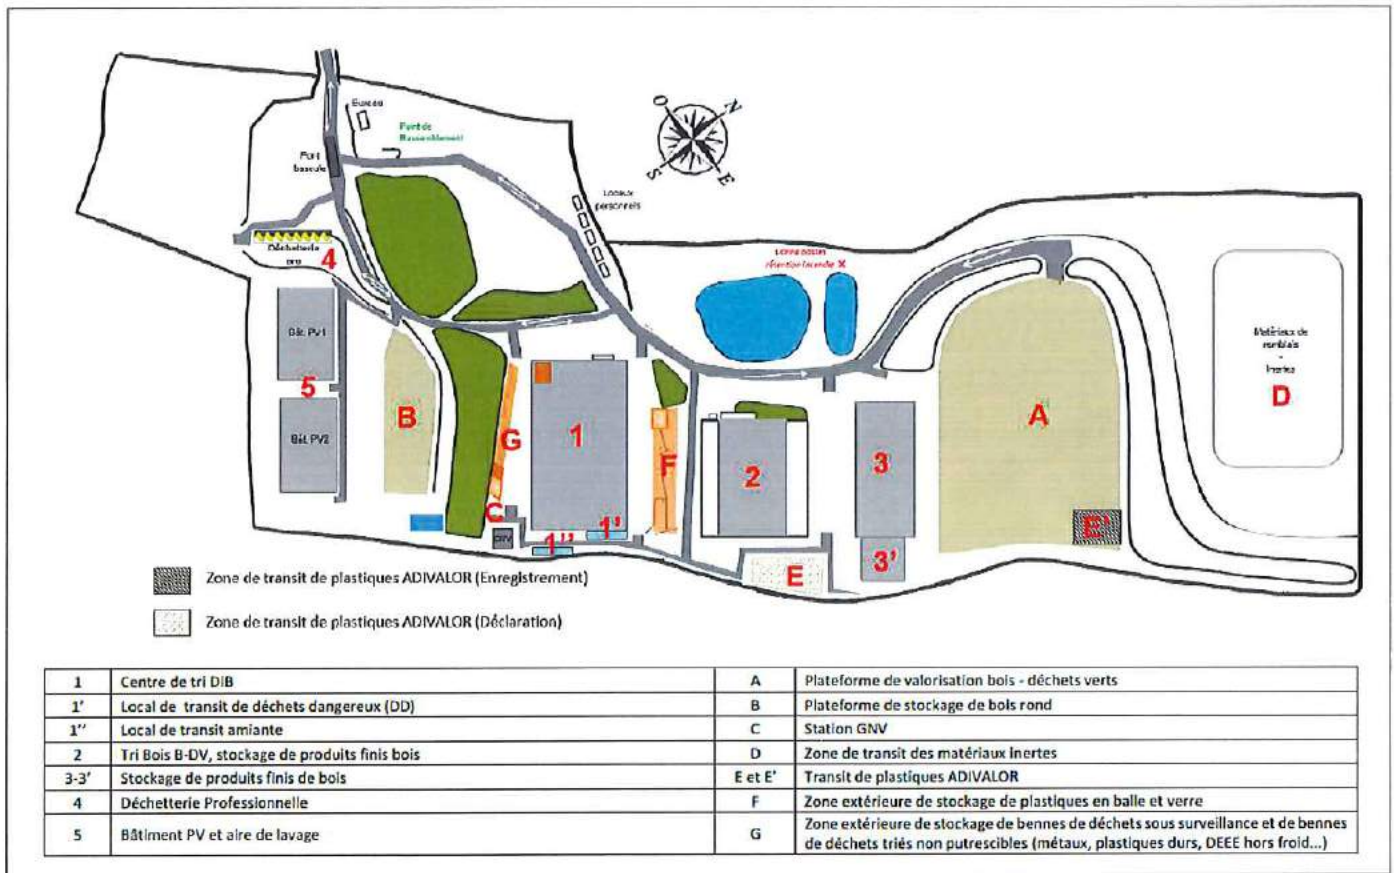 O
N
S
E
Bureau
Point de
Rassemblement
Pont
bascule
Locaux
personnels
Déchetterie
pro
4
rétention incendie X
Bât. PV1
5
Bât. PV2
B
G
C
GNV
1
1'
1''
F
2
3
3'
E
A
E'
Matériaux de
remblais
-
Inertes
D
Zone de transit de plastiques ADIVALOR (Enregistrement)
Zone de transit de plastiques ADIVALOR (Déclaration)
1 Centre de tri DIB A Plateforme de valorisation bois - déchets verts
1' Local de transit de déchets dangereux (DD) B Plateforme de stockage de bois rond
1'' Local de transit amiante C Station GNV
2 Tri Bois B-DV, stockage de produits finis bois D Zone de transit des matériaux inertes
3-3' Stockage de produits finis de bois E et E' Transit de plastiques ADIVALOR
4 Déchetterie Professionnelle F Zone extérieure de stockage de plastiques en balle et verre
5 Bâtiment PV et aire de lavage G Zone extérieure de stockage de bennes de déchets sous surveillance et de bennes
de déchets triés non putrescibles (métaux, plastiques durs, DEEE hors froid...)